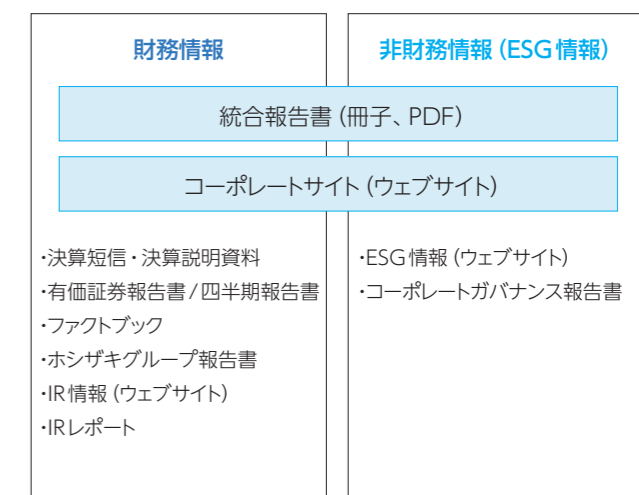 財務情報
非財務情報（ESG情報）
統合報告書（冊子、PDF）
コーポレートサイト（ウェブサイト）
・決算短信・決算説明資料
・有価証券報告書/四半期報告書
・ファクトブック
・ホシザキグループ報告書
・IR情報（ウェブサイト）
・IRレポート
・ESG情報（ウェブサイト）
・コーポレートガバナンス報告書